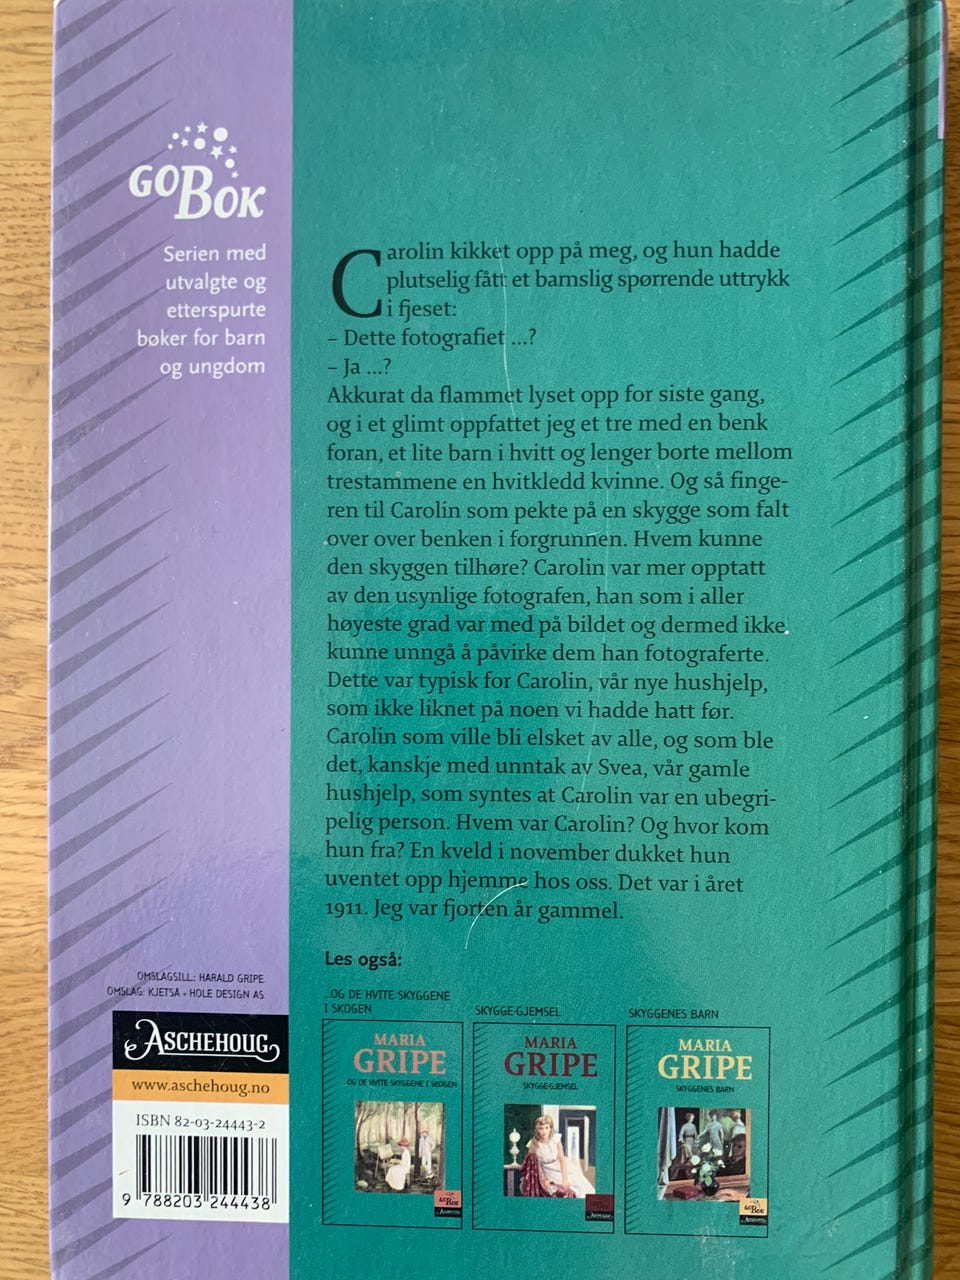 GOBOK
Serien med
utvalgte og
etterspurte
bøker for barn
og ungdom
Carolin kikket opp på meg, og hun hadde
plutselig fått et barnslig spørrende uttrykk
i fjeset:
– Dette fotografiet ...?
– Ja ...?
Akkurat da flammet lyset opp for siste gang,
og i et glimt oppfattet jeg et tre med en benk
foran, et lite barn i hvitt og lenger borte mellom
trestammene en hvitkledd kvinne. Og så finge-
ren til Carolin som pekte på en skygge som falt
over over benken i forgrunnen. Hvem kunne
den skyggen tilhøre? Carolin var mer opptatt
av den usynlige fotografen, han som i aller
høyeste grad var med på bildet og dermed ikke
kunne unngå å påvirke dem han fotograferte.
Dette var typisk for Carolin, vår nye hushjelp,
som ikke liknet på noen vi hadde hatt før.
Carolin som ville bli elsket av alle, og som ble
det, kanskje med unntak av Svea, vår gamle
hushjelp, som syntes at Carolin var en ubegri-
pelig person. Hvem var Carolin? Og hvor kom
hun fra? En kveld i november dukket hun
uventet opp hjemme hos oss. Det var i året
1911. Jeg var fjorten år gammel.
Les også:
...OG DE HVITE SKYGGENE
I SKOGEN
SKYGGE-GJEMSEL
SKYGGENES BARN
MARIA
GRIPE
...OG DE HVITE SKYGGENE I SKOGEN
GOBOK
ASCHEHOUG
MARIA
GRIPE
SKYGGEGJEMSEL
GOBOK
ASCHEHOUG
MARIA
GRIPE
SKYGGENES BARN
GOBOK
ASCHEHOUG
OMSLAGSILL.: HARALD GRIPE
OMSLAG: KJETSÅ + HOLE DESIGN AS
ASCHEHOUG
www.aschehoug.no
ISBN 82-03-24443-2
9 788203 244438